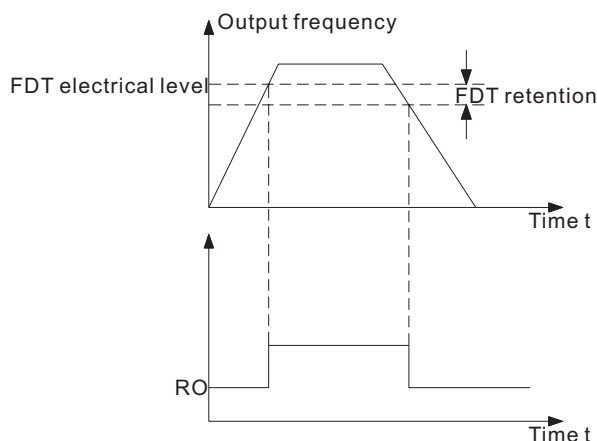 Output frequency
FDT electrical level
FDT retention
Time t
RO
Time t